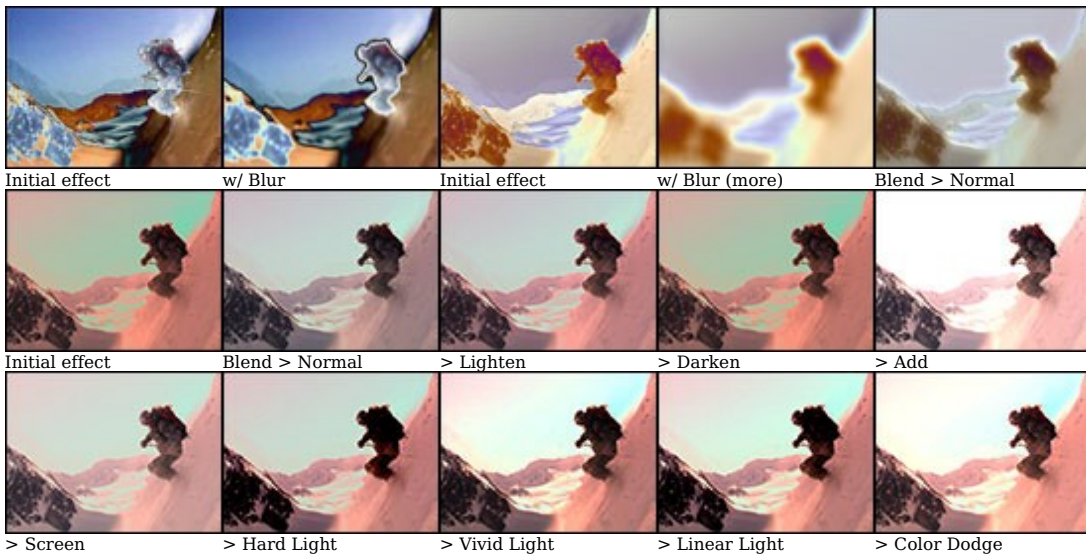 Initial effect
w/ Blur
Initial effect
w/ Blur (more)
Blend > Normal
Initial effect
Blend > Normal
> Lighten
> Darken
> Add
> Screen
> Hard Light
> Vivid Light
> Linear Light
> Color Dodge